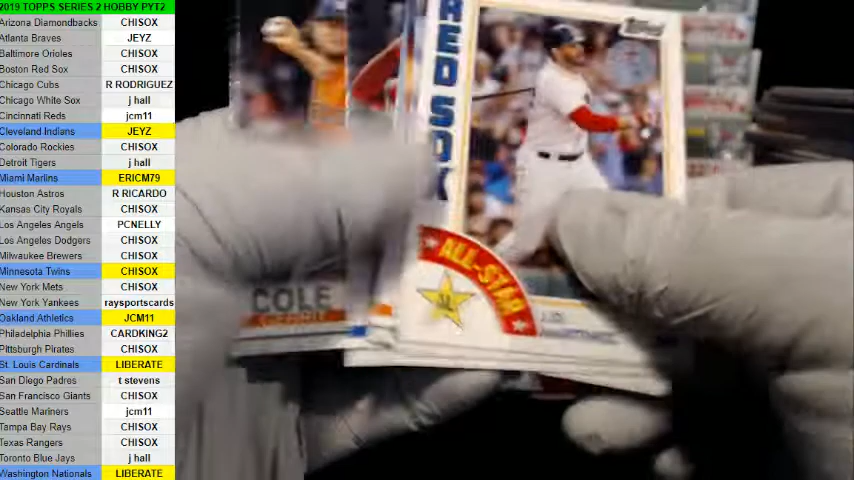 2019 TOPPS SERIES 2 HOBBY PYT2
Arizona Diamondbacks CHISOX
Atlanta Braves JEYZ
Baltimore Orioles CHISOX
Boston Red Sox CHISOX
Chicago Cubs R RODRIGUEZ
Chicago White Sox j hall
Cincinnati Reds jcm11
Cleveland Indians JEYZ
Colorado Rockies CHISOX
Detroit Tigers j hall
Miami Marlins ERICM79
Houston Astros R RICARDO
Kansas City Royals CHISOX
Los Angeles Angels PCNELLY
Los Angeles Dodgers CHISOX
Milwaukee Brewers CHISOX
Minnesota Twins CHISOX
New York Mets CHISOX
New York Yankees raysportscards
Oakland Athletics JCM11
Philadelphia Phillies CARDKING2
Pittsburgh Pirates CHISOX
St. Louis Cardinals LIBERATE
San Diego Padres t stevens
San Francisco Giants CHISOX
Seattle Mariners jcm11
Tampa Bay Rays CHISOX
Texas Rangers CHISOX
Toronto Blue Jays j hall
Washington Nationals LIBERATE
RED SOX
Topps
ALL-STAR
J.D.
COLE